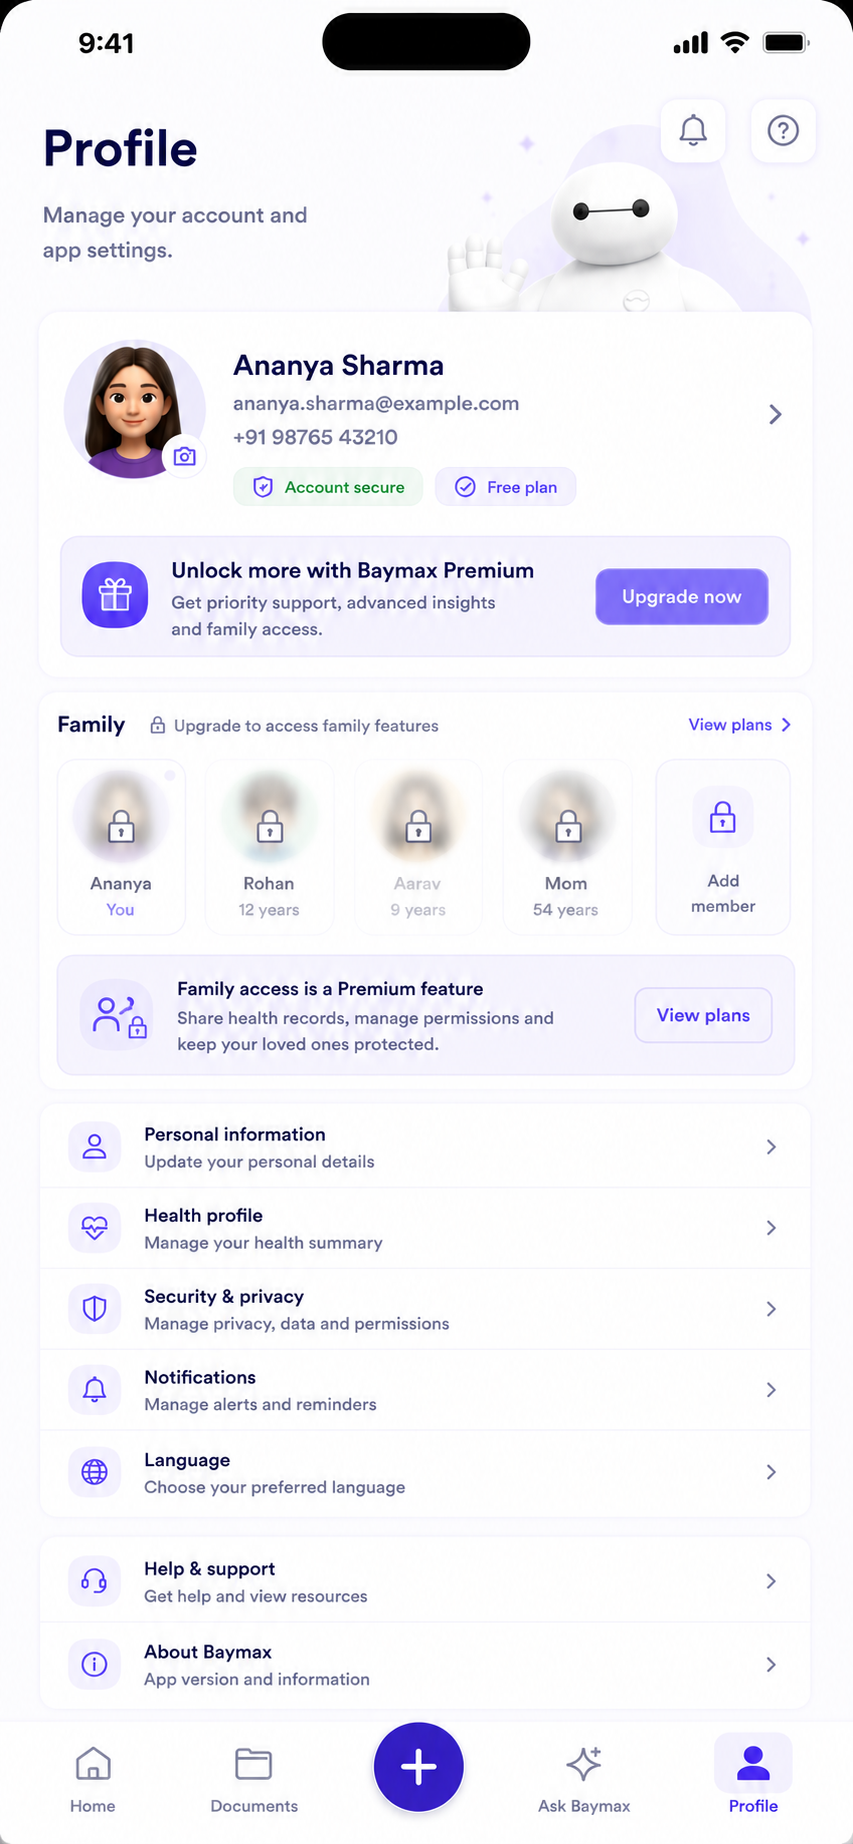 9:41
Profile
Manage your account and
app settings.
Ananya Sharma
ananya.sharma@example.com
+91 98765 43210
Account secure
Free plan
Unlock more with Baymax Premium
Get priority support, advanced insights
and family access.
Upgrade now
Family
Upgrade to access family features
View plans
Ananya
You
Rohan
12 years
Aarav
9 years
Mom
54 years
Add
member
Family access is a Premium feature
Share health records, manage permissions and
keep your loved ones protected.
View plans
Personal information
Update your personal details
Health profile
Manage your health summary
Security & privacy
Manage privacy, data and permissions
Notifications
Manage alerts and reminders
Language
Choose your preferred language
Help & support
Get help and view resources
About Baymax
App version and information
Home
Documents
Ask Baymax
Profile